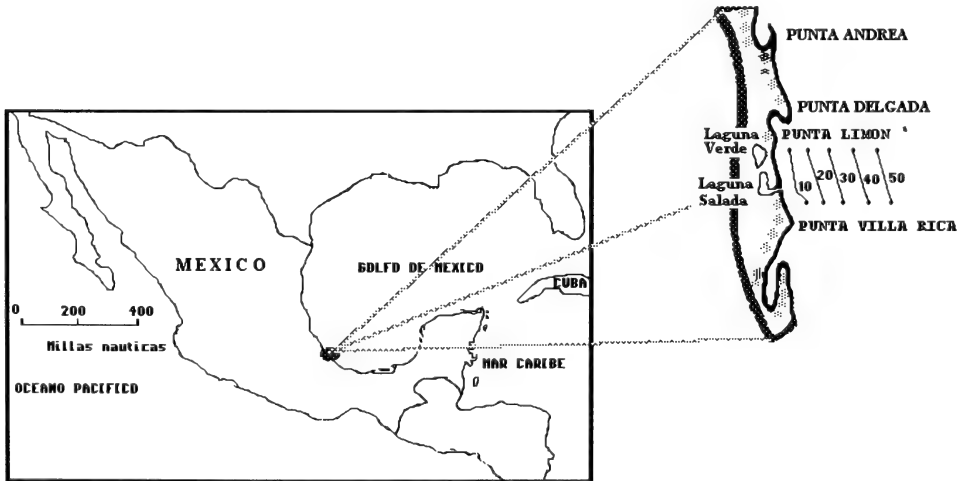 PUNTA ANDREA
PUNTA DELGADA
Laguna
Verde
PUNTA LIMON
10 20 30 40 50
Laguna
Salada
PUNTA VILLA RICA
MEXICO
GOLFO DE MEXICO
CUBA
0 200 400
Millas nauticas
MAR CARIBE
OCEANO PACIFICO